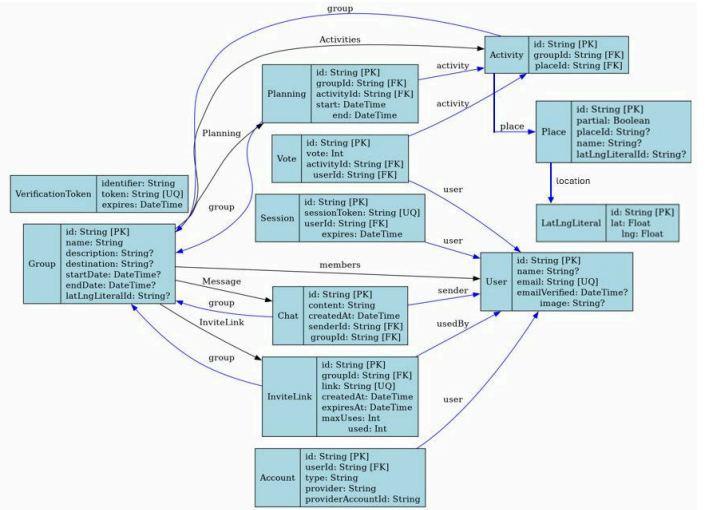 group
Activities
Activity
id: String [PK]
groupId: String [FK]
placeId: String [FK]
activity
Planning
id: String [PK]
groupId: String [FK]
activityId: String [FK]
start: DateTime
end: DateTime
activity
place
Place
id: String [PK]
partial: Boolean
placeId: String?
name: String?
latLngLiteralId: String?
Planning
Vote
id: String [PK]
vote: Int
activityId: String [FK]
userId: String [FK]
location
VerificationToken
identifier: String
token: String [UQ]
expires: DateTime
group
user
Session
id: String [PK]
sessionToken: String [UQ]
userId: String [FK]
expires: DateTime
LatLngLiteral
id: String [PK]
lat: Float
lng: Float
Group
id: String [PK]
name: String
description: String?
destination: String?
startDate: DateTime?
endDate: DateTime?
latLngLiteralId: String?
user
members
User
id: String [PK]
name: String?
email: String [UQ]
emailVerified: DateTime?
image: String?
Message
group
Chat
id: String [PK]
content: String
createdAt: DateTime
senderId: String [FK]
groupId: String [FK]
sender
InviteLink
usedBy
group
InviteLink
id: String [PK]
groupId: String [FK]
link: String [UQ]
createdAt: DateTime
expiresAt: DateTime
maxUses: Int
used: Int
user
Account
id: String [PK]
userId: String [FK]
type: String
provider: String
providerAccountId: String